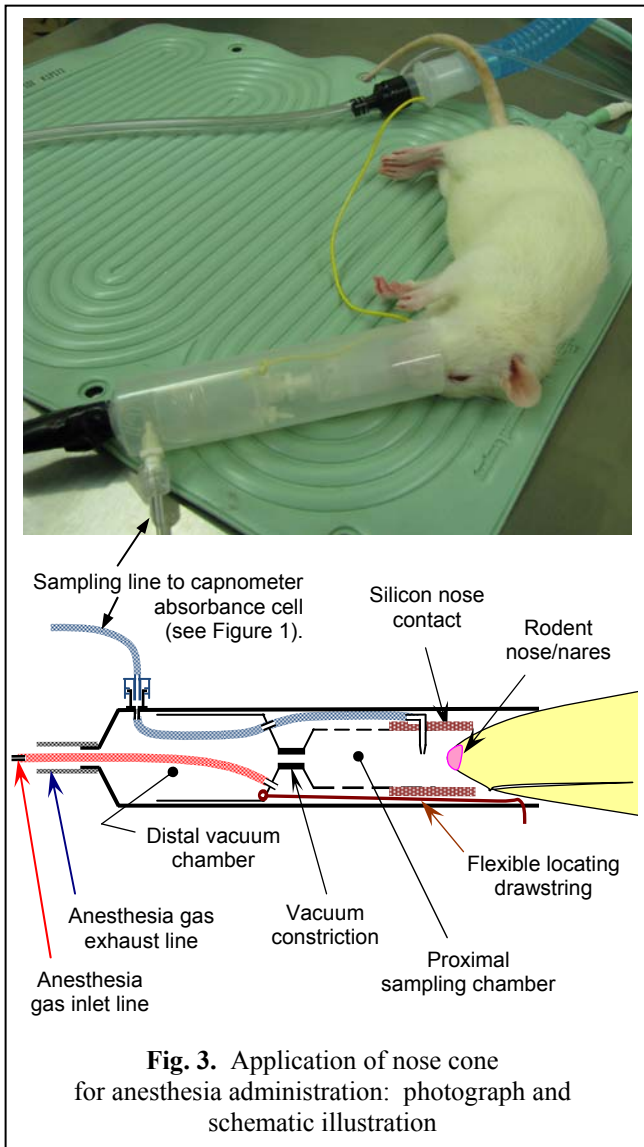 Sampling line to capnometer
absorbance cell
(see Figure 1).
Silicon nose
contact
Rodent
nose/nares
Distal vacuum
chamber
Flexible locating
drawstring
Anesthesia gas
exhaust line
Vacuum
constriction
Proximal
sampling chamber
Anesthesia
gas inlet line
Fig. 3. Application of nose cone
for anesthesia administration: photograph and
schematic illustration